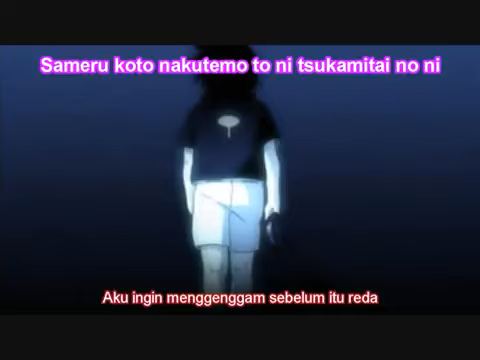 Sameru koto nakutemo to ni tsukamitai no ni
Aku ingin menggenggam sebelum itu reda